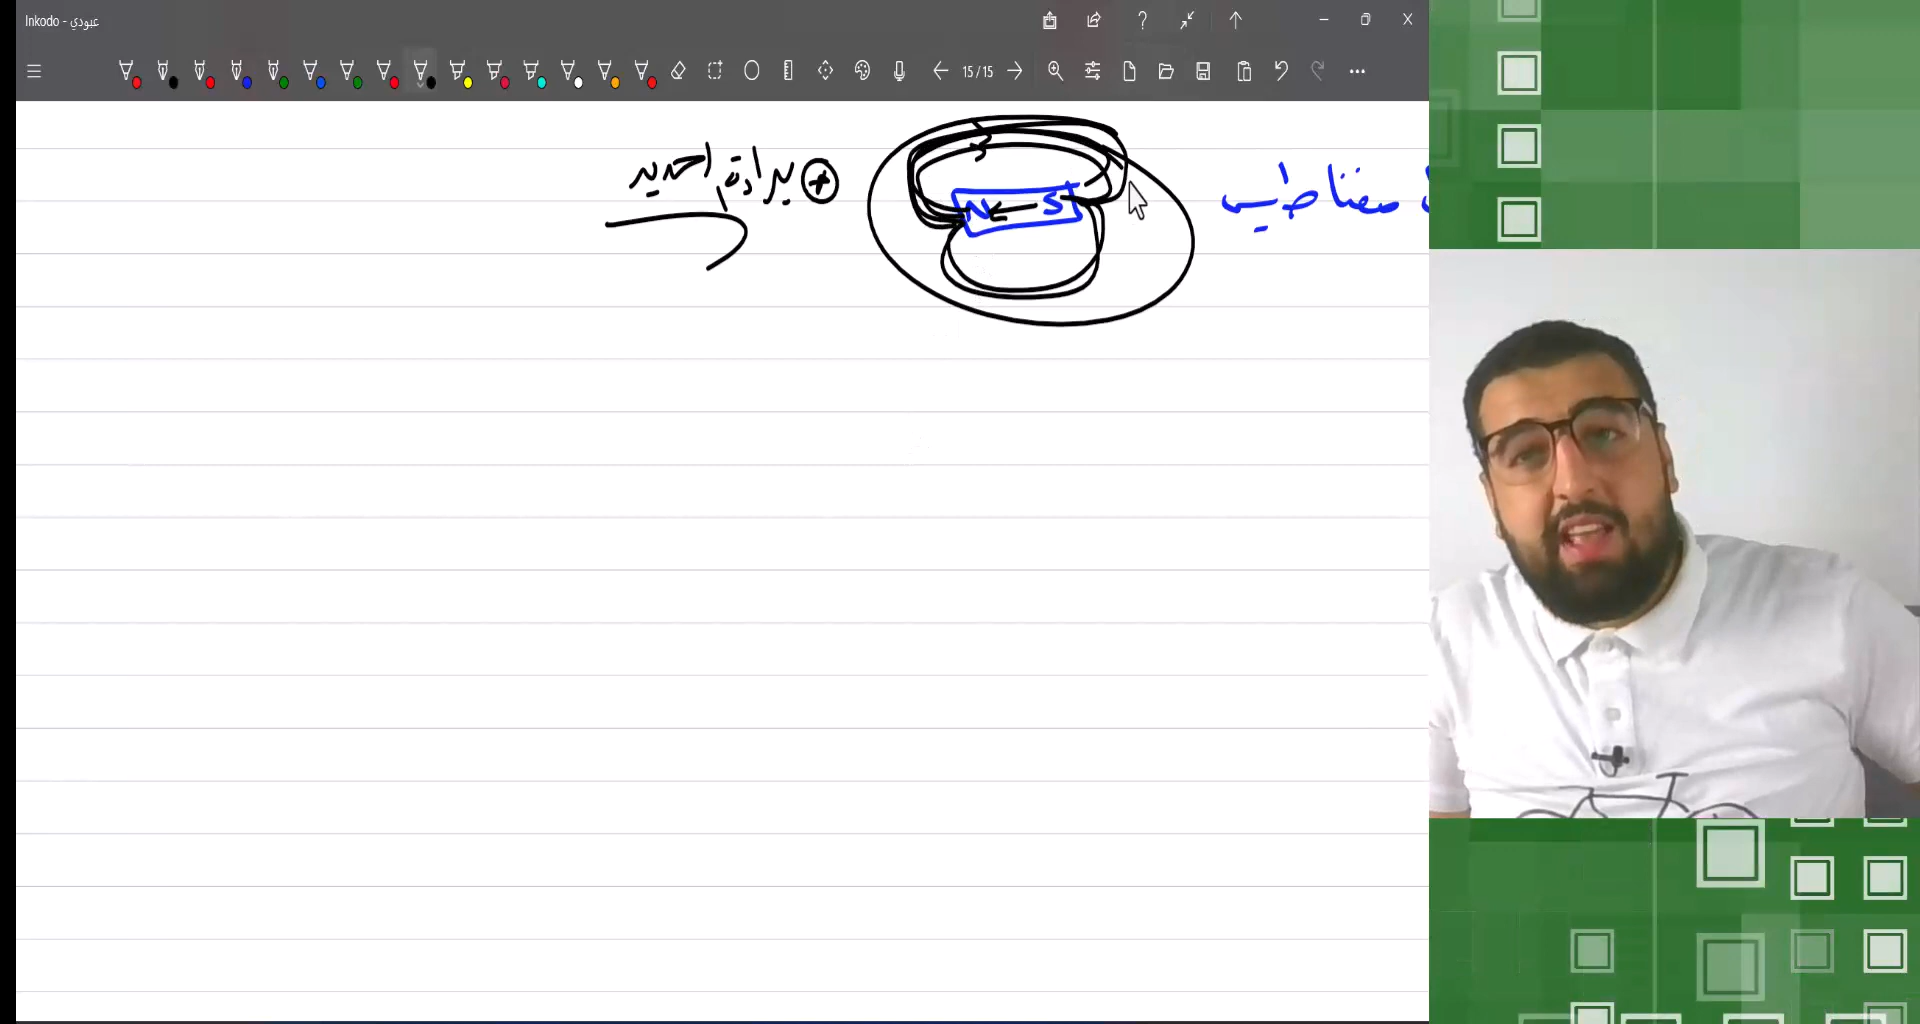 Inkodo - عبودي
15 / 15
مغناطيس
⊕ برادة الحديد
N ← S